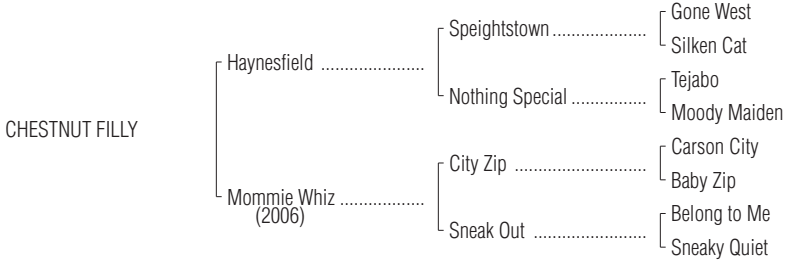 Gone West
Speightstown ....................
Silken Cat
Haynesfield ......................
Tejabo
Nothing Special ................
Moody Maiden
CHESTNUT FILLY
Carson City
City Zip ............................
Baby Zip
Mommie Whiz ..................
(2006)
Belong to Me
Sneak Out ........................
Sneaky Quiet